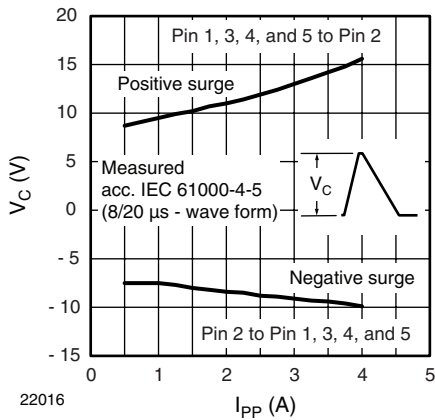 Pin 1, 3, 4, and 5 to Pin 2
Positive surge
Measured
acc. IEC 61000-4-5
(8/20 µs - wave form)
VC
Negative surge
Pin 2 to Pin 1, 3, 4, and 5
VC (V)
20
15
10
5
0
- 5
- 10
- 15
0
1
2
3
4
5
IPP (A)
22016